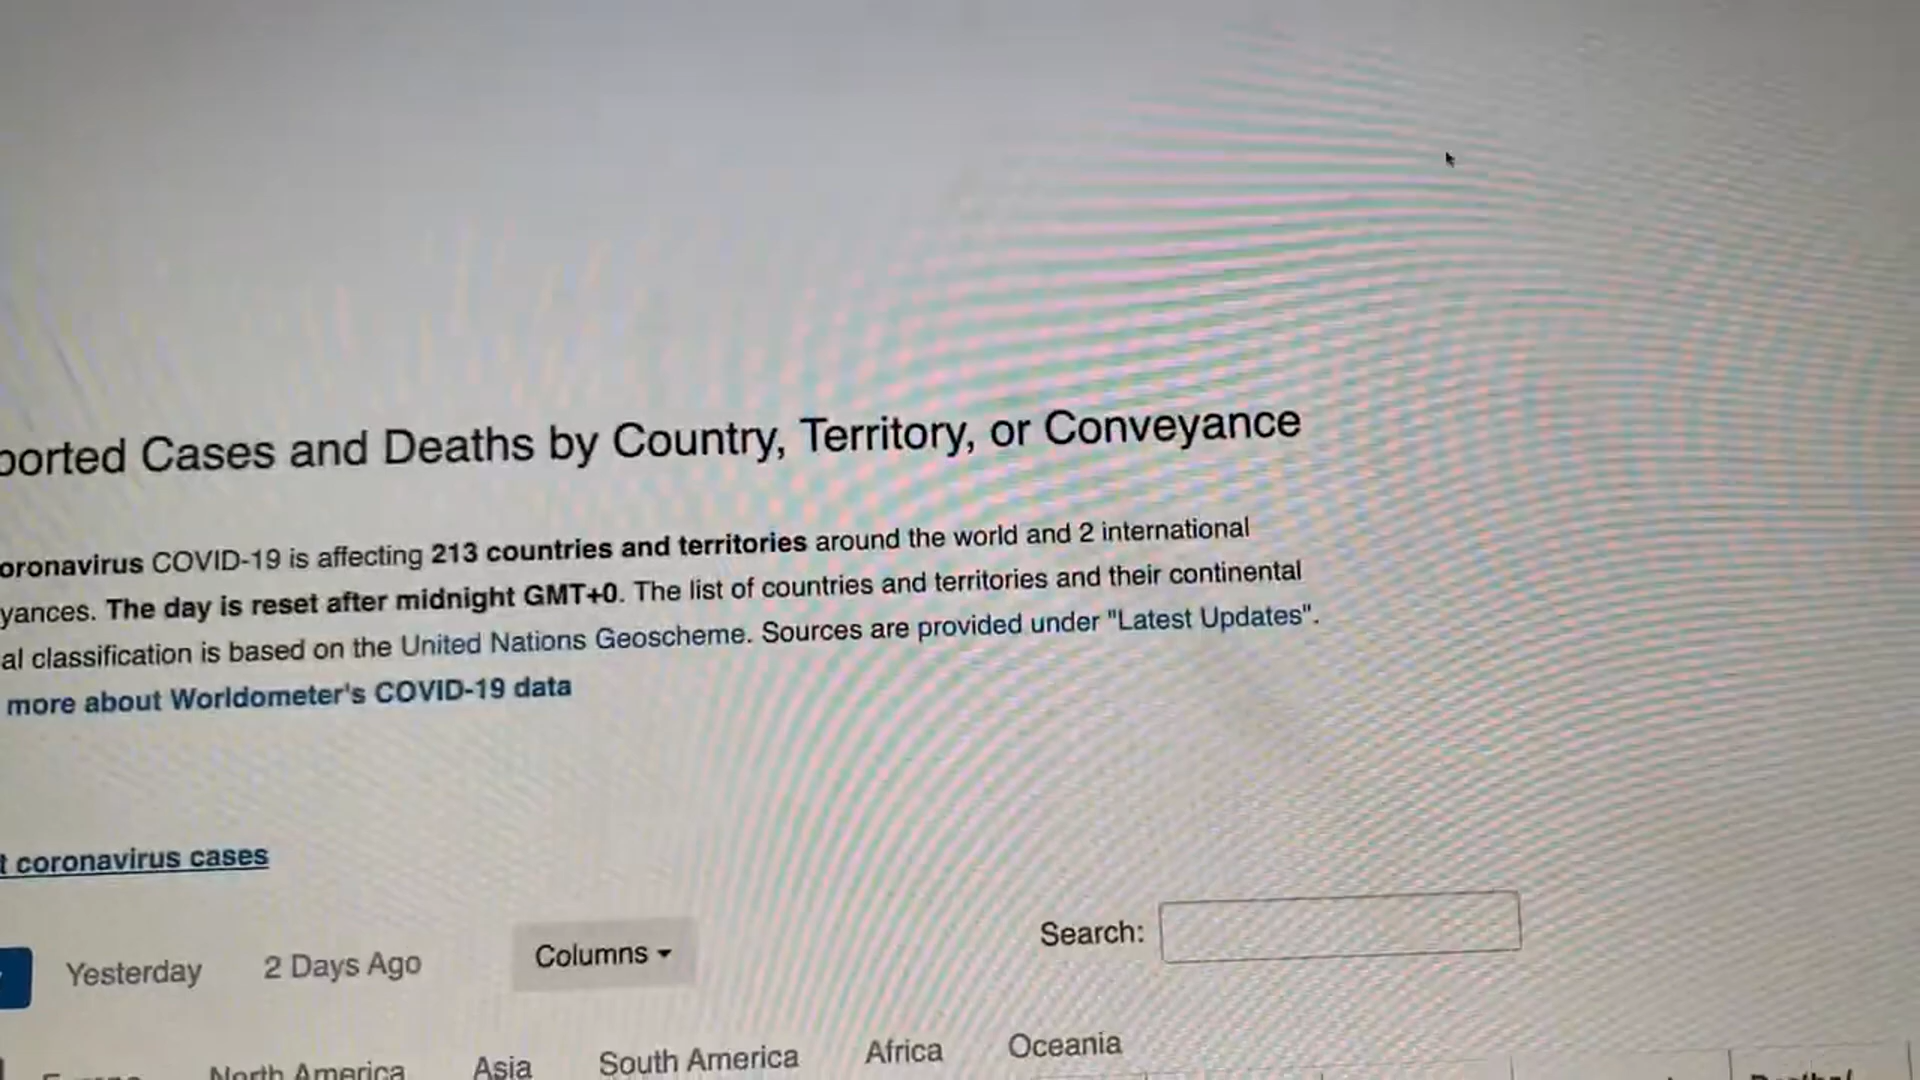 ported Cases and Deaths by Country, Territory, or Conveyance
oronavirus COVID-19 is affecting 213 countries and territories around the world and 2 international
yances. The day is reset after midnight GMT+0. The list of countries and territories and their continental
al classification is based on the United Nations Geoscheme. Sources are provided under "Latest Updates".
more about Worldometer's COVID-19 data
t coronavirus cases
Yesterday 2 Days Ago Columns Search:
North America Asia South America Africa Oceania